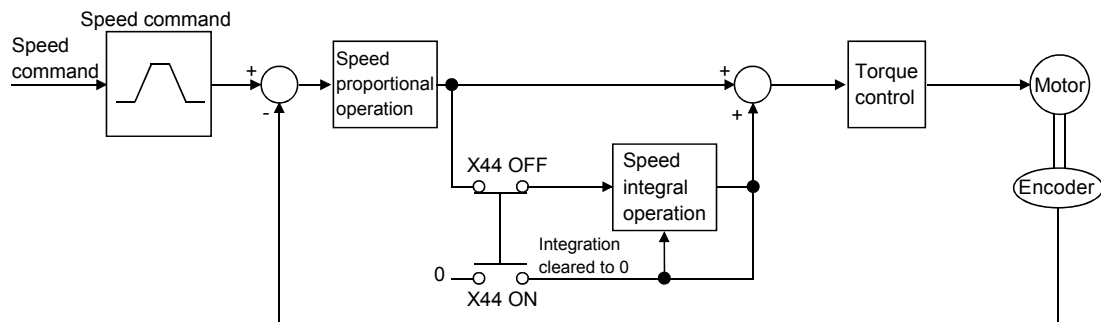 Speed command
Speed
command
+
-
Speed
proportional
operation
+
+
Torque
control
Motor
Encoder
X44 OFF
Speed
integral
operation
Integration
cleared to 0
0
X44 ON